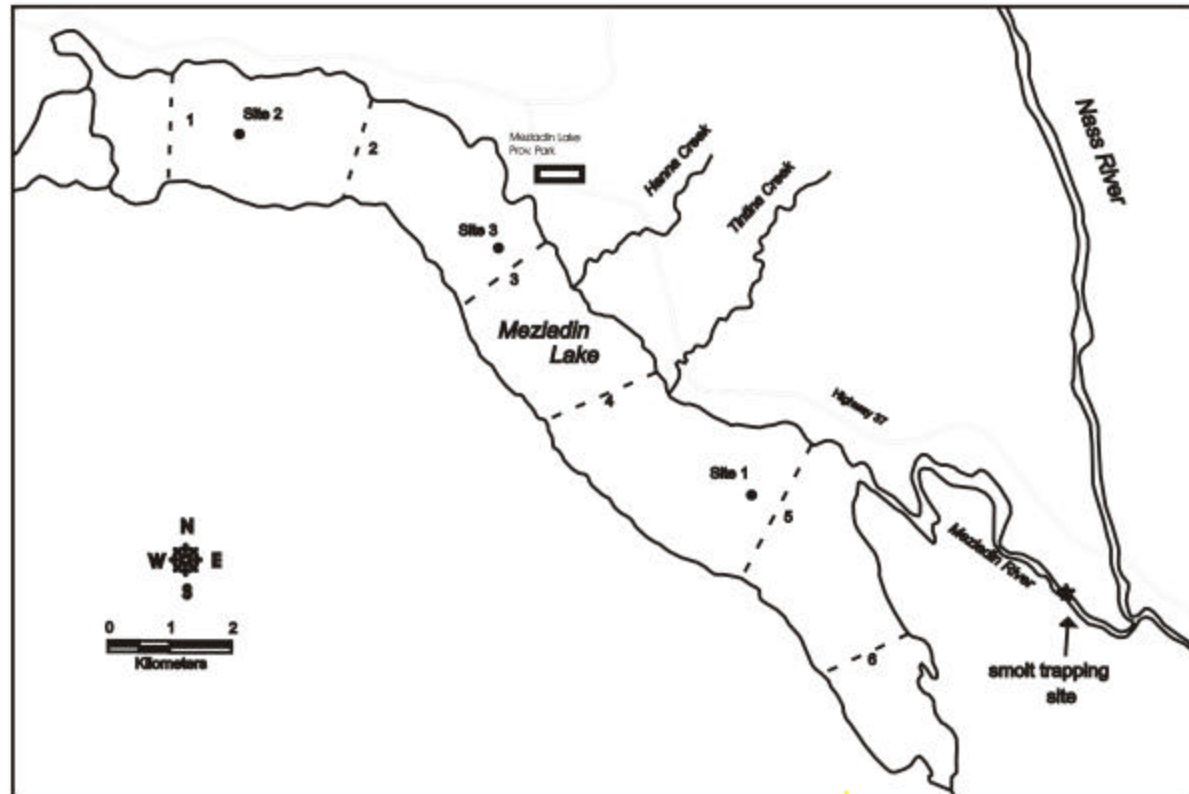 Site 2
1
2
Meziadin Lake
Prov. Park
Hanna Creek
Tintina Creek
Nass River
Site 3
3
Meziadin
Lake
4
Highway 37
Site 1
5
Meziadin River
N
W E
S
0 1 2
Kilometers
6
smolt trapping
site